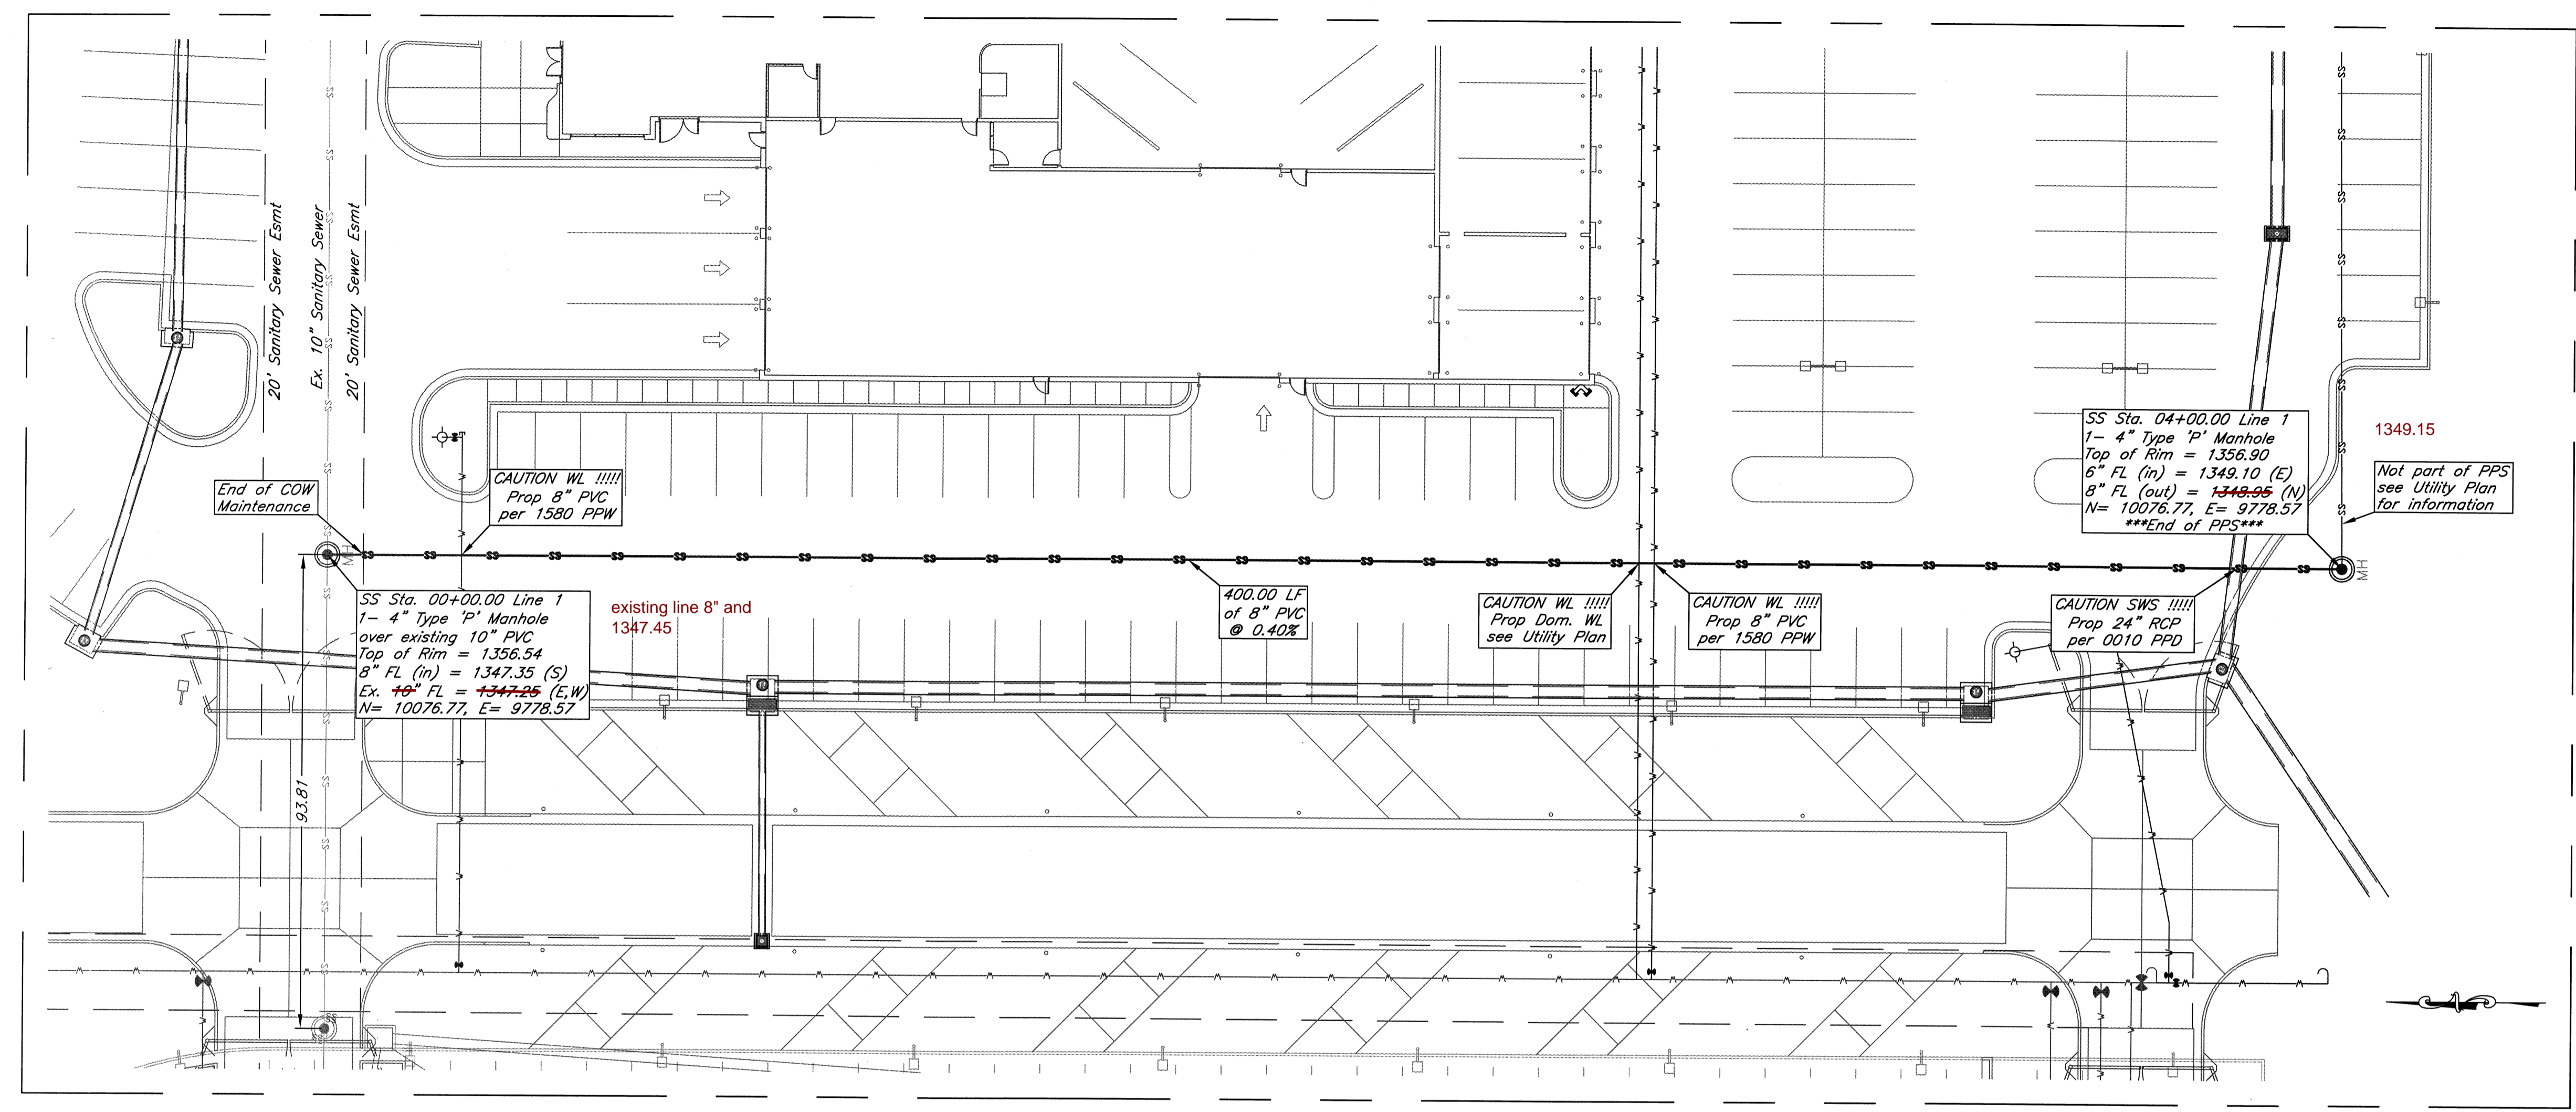 20' Sanitary Sewer Esmt
Ex. 10" Sanitary Sewer
20' Sanitary Sewer Esmt
End of COW
Maintenance
CAUTION WL !!!!!
Prop 8" PVC
per 1580 PPW
MH
SS Sta. 00+00.00 Line 1
1- 4" Type 'P' Manhole
over existing 10" PVC
Top of Rim = 1356.54
8" FL (in) = 1347.35 (S)
Ex. 10" FL = 1347.25 (E,W)
N= 10076.77, E= 9778.57
existing line 8" and
1347.45
93.81
400.00 LF
of 8" PVC
@ 0.40%
CAUTION WL !!!!!
Prop Dom. WL
see Utility Plan
CAUTION WL !!!!!
Prop 8" PVC
per 1580 PPW
CAUTION SWS !!!!!
Prop 24" RCP
per 0010 PPD
SS Sta. 04+00.00 Line 1
1- 4" Type 'P' Manhole
Top of Rim = 1356.90
6" FL (in) = 1349.10 (E)
8" FL (out) = 1348.95 (N)
N= 10076.77, E= 9778.57
***End of PPS***
1349.15
Not part of PPS
see Utility Plan
for information
MH